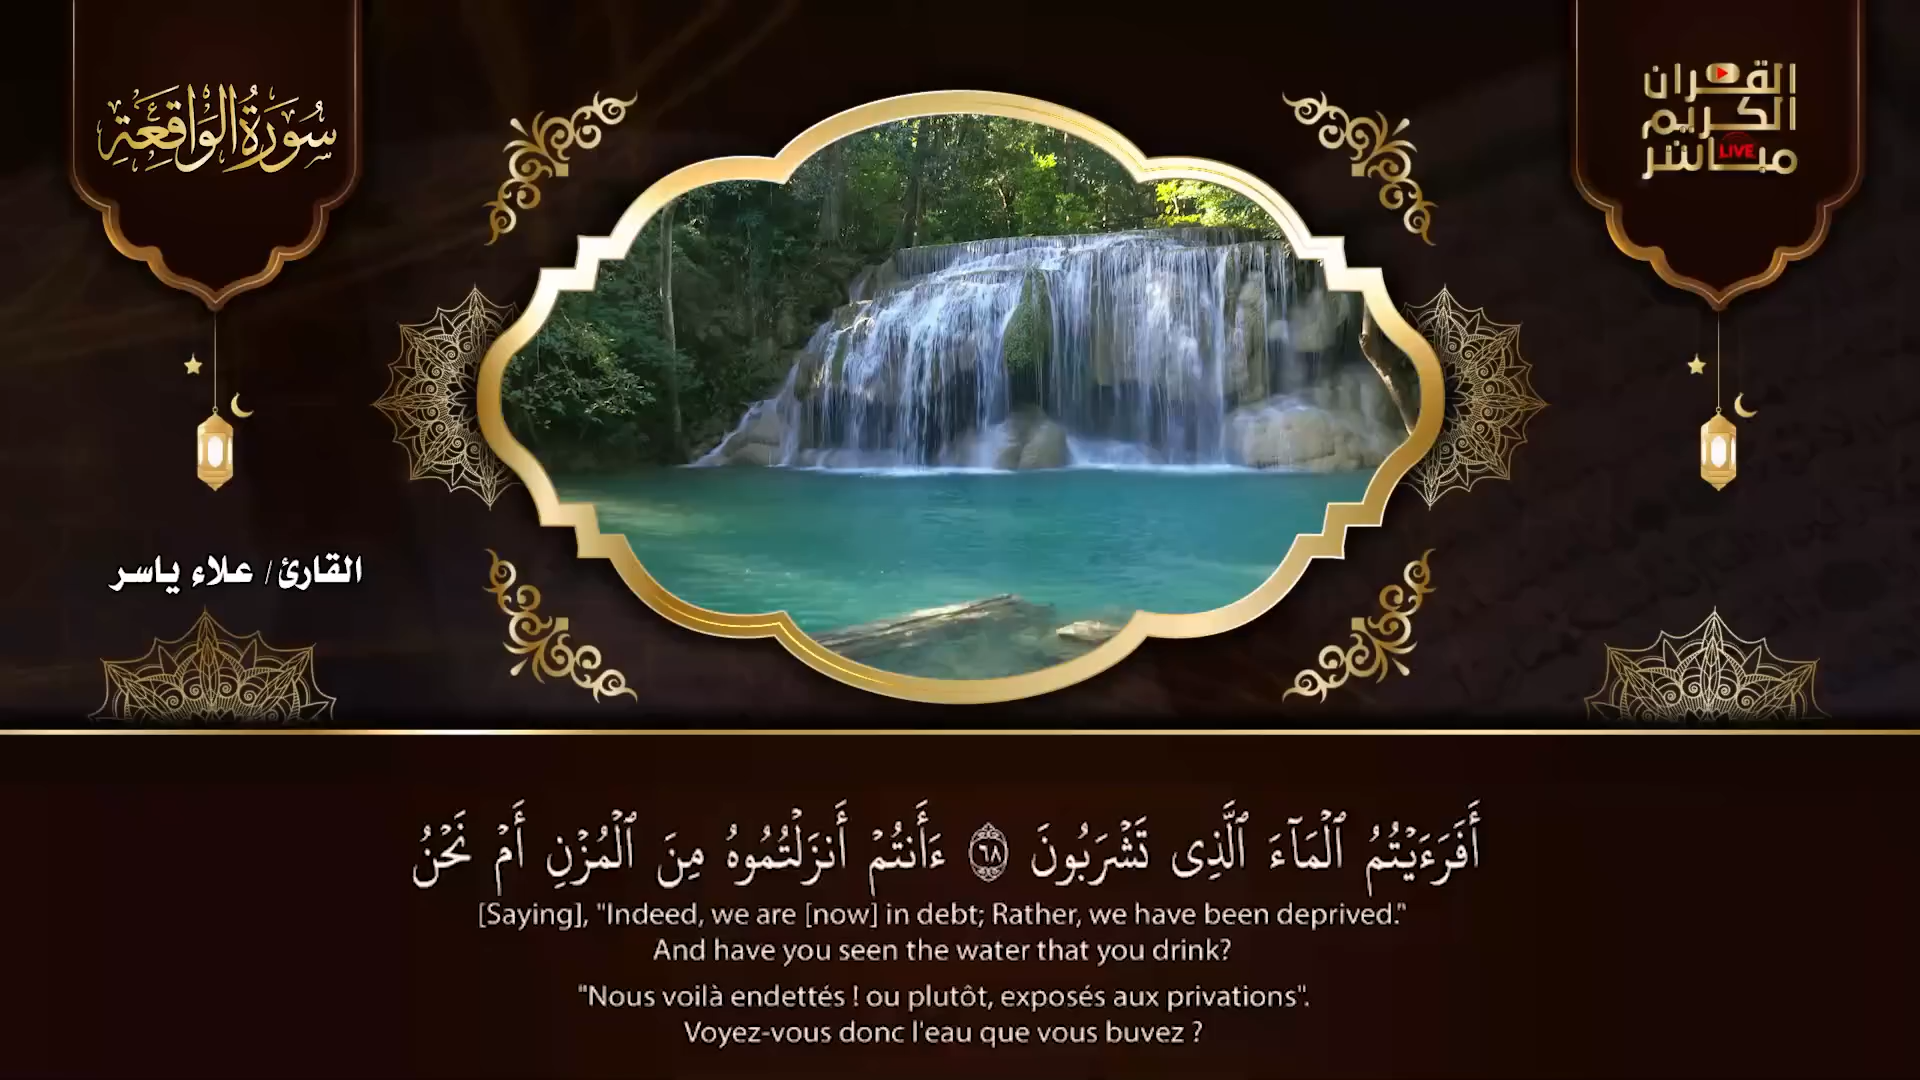 سُورَةُ الوَاقِعَةِ
القرآن
الكريم
مباشر
LIVE
القارئ / علاء ياسر
أَفَرَءَيْتُمُ ٱلْمَآءَ ٱلَّذِى تَشْرَبُونَ ٦٨ ءَأَنتُمْ أَنزَلْتُمُوهُ مِنَ ٱلْمُزْنِ أَمْ نَحْنُ
[Saying], "Indeed, we are [now] in debt; Rather, we have been deprived."
And have you seen the water that you drink?
"Nous voilà endettés ! ou plutôt, exposés aux privations".
Voyez-vous donc l'eau que vous buvez ?